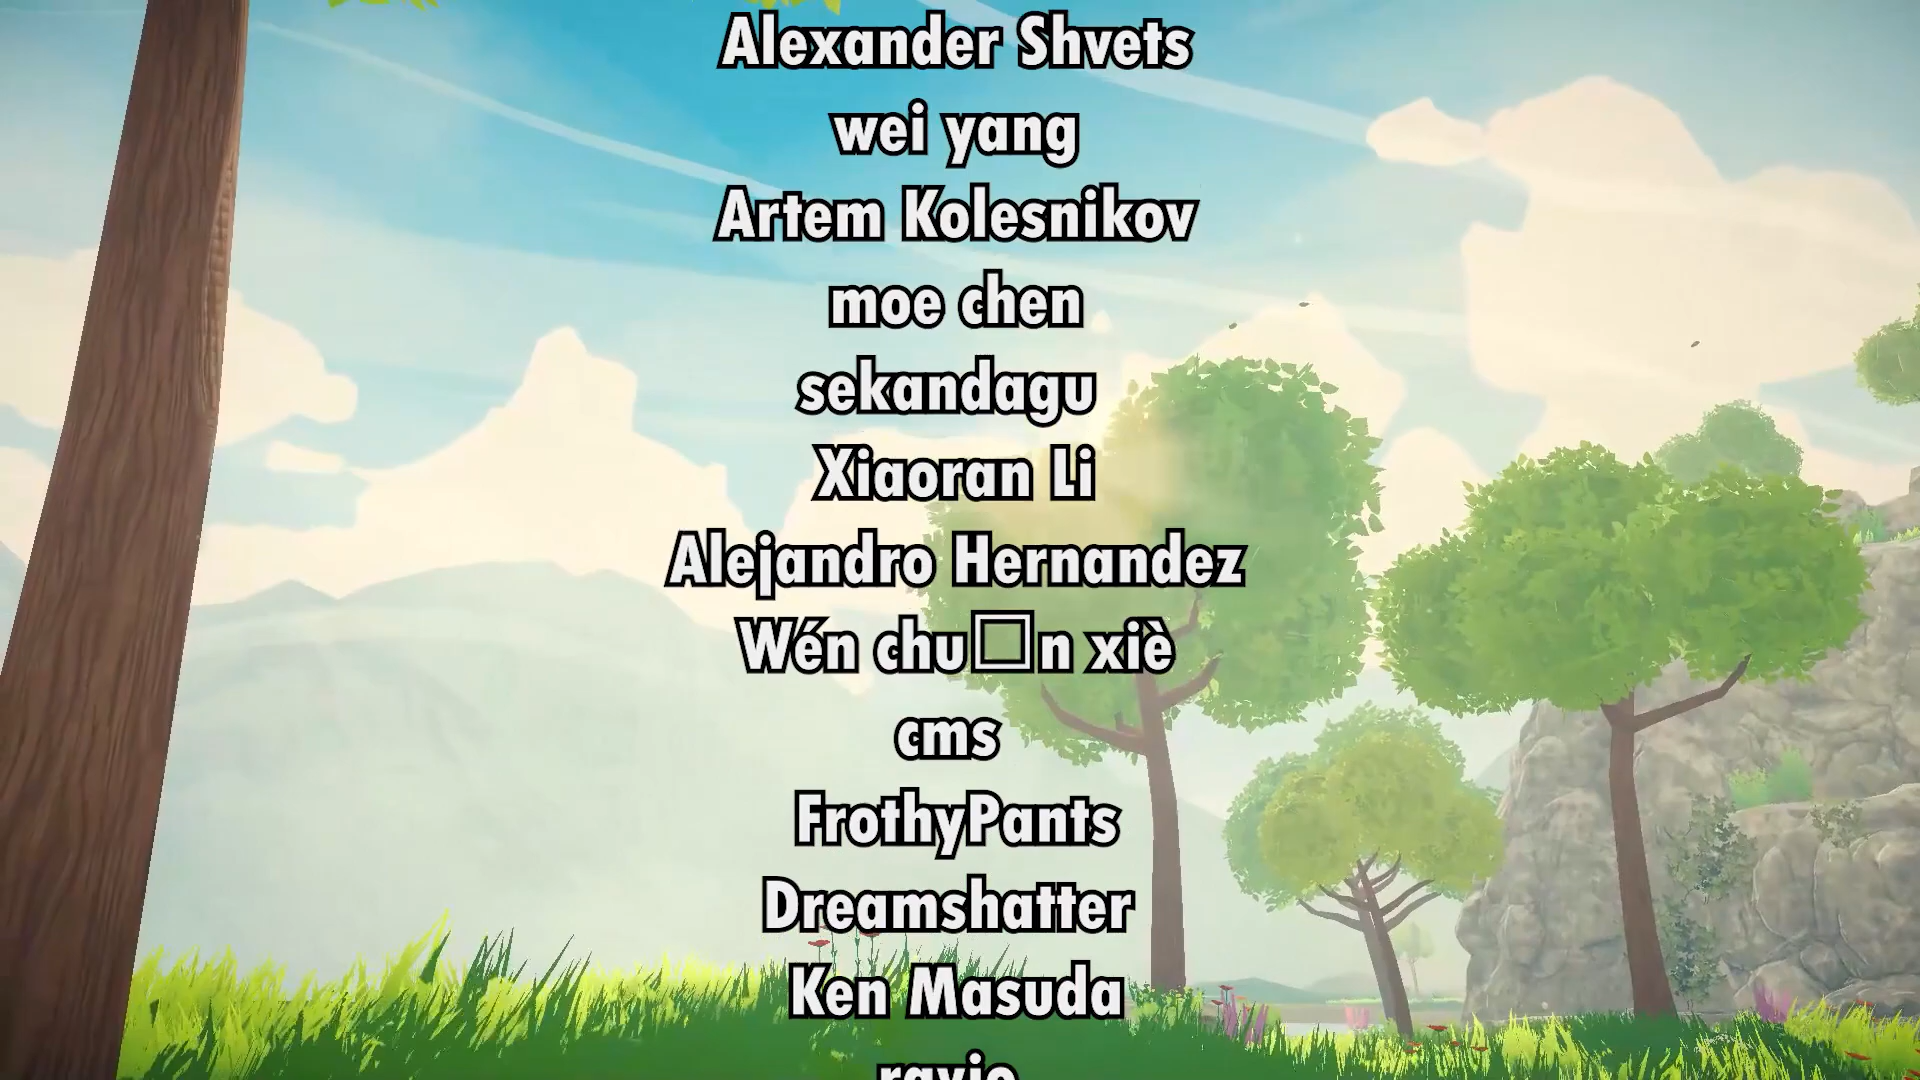 Alexander Shvets
wei yang
Artem Kolesnikov
moe chen
sekandagu
Xiaoran Li
Alejandro Hernandez
Wén chu□n xiè
cms
FrothyPants
Dreamshatter
Ken Masuda